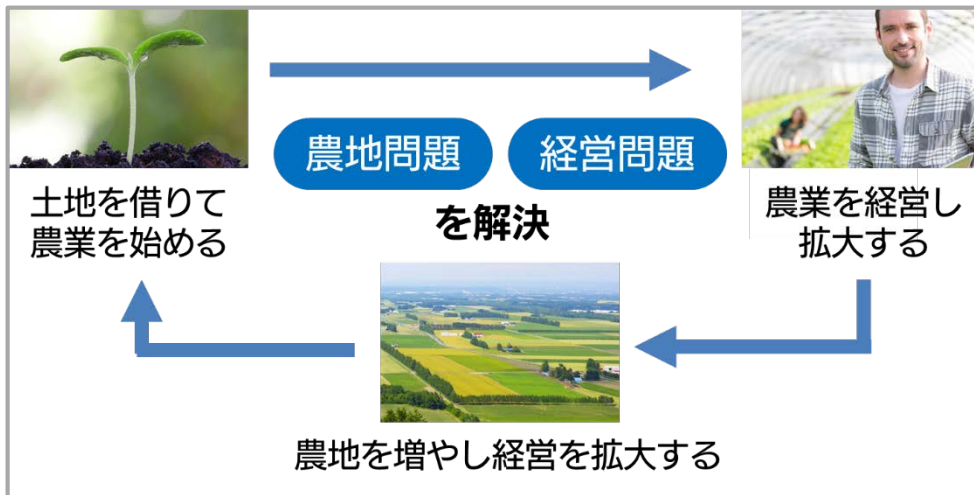 農地問題
経営問題
を解決
土地を借りて
農業を始める
農業を経営し
拡大する
農地を増やし経営を拡大する